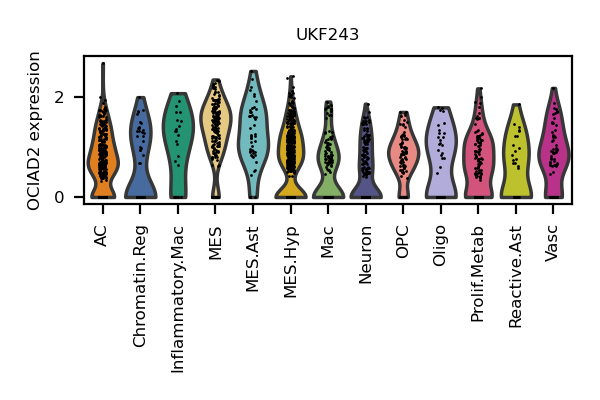 UKF243
OCIAD2 expression
2
0
AC
Chromatin.Reg
Inflammatory.Mac
MES
MES.Ast
MES.Hyp
Mac
Neuron
OPC
Oligo
Prolif.Metab
Reactive.Ast
Vasc